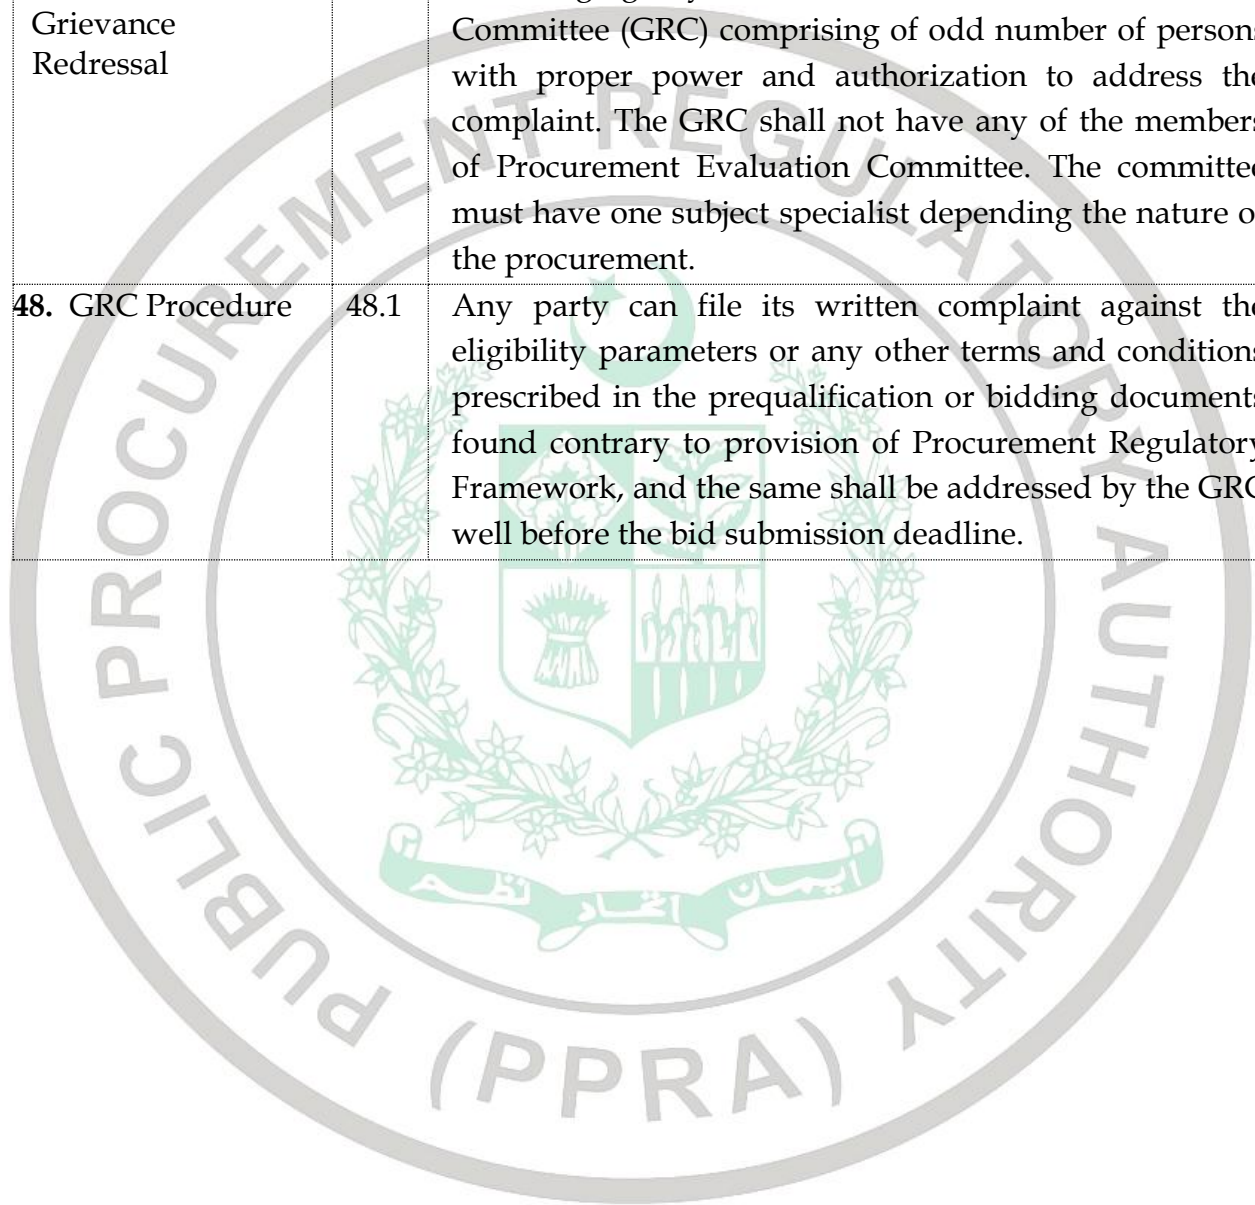 Grievance
Redressal
Committee (GRC) comprising of odd number of persons
with proper power and authorization to address the
complaint. The GRC shall not have any of the members
of Procurement Evaluation Committee. The committee
must have one subject specialist depending the nature of
the procurement.
48. GRC Procedure 48.1 Any party can file its written complaint against the
eligibility parameters or any other terms and conditions
prescribed in the prequalification or bidding documents
found contrary to provision of Procurement Regulatory
Framework, and the same shall be addressed by the GRC
well before the bid submission deadline.
PUBLIC PROCUREMENT REGULATORY AUTHORITY
(PPRA)
ایمان اتحاد نظم